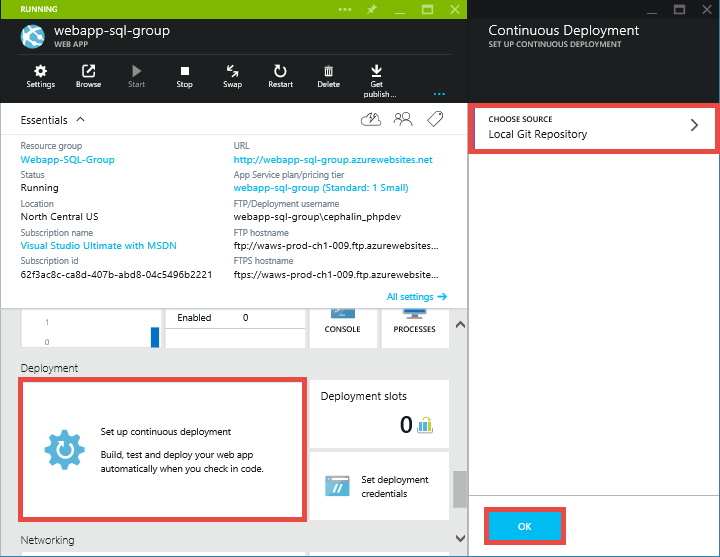 RUNNING
webapp-sql-group
WEB APP
Settings
Browse
Start
Stop
Swap
Restart
Delete
Get
publish...
Essentials
Resource group
Webapp-SQL-Group
Status
Running
Location
North Central US
Subscription name
Visual Studio Ultimate with MSDN
Subscription id
62f3ac8c-ca8d-407b-abd8-04c5496b2221
URL
http://webapp-sql-group.azurewebsites.net
App Service plan/pricing tier
webapp-sql-group (Standard: 1 Small)
FTP/Deployment username
webapp-sql-group\cephalin_phpdev
FTP hostname
ftp://waws-prod-ch1-009.ftp.azurewebsites...
FTPS hostname
ftps://waws-prod-ch1-009.ftp.azurewebsite...
All settings
1
0
Enabled 0
CONSOLE
PROCESSES
Deployment
Set up continuous deployment
Build, test and deploy your web app
automatically when you check in code.
Deployment slots
0
Set deployment
credentials
Networking
Continuous Deployment
SET UP CONTINUOUS DEPLOYMENT
CHOOSE SOURCE
Local Git Repository
OK